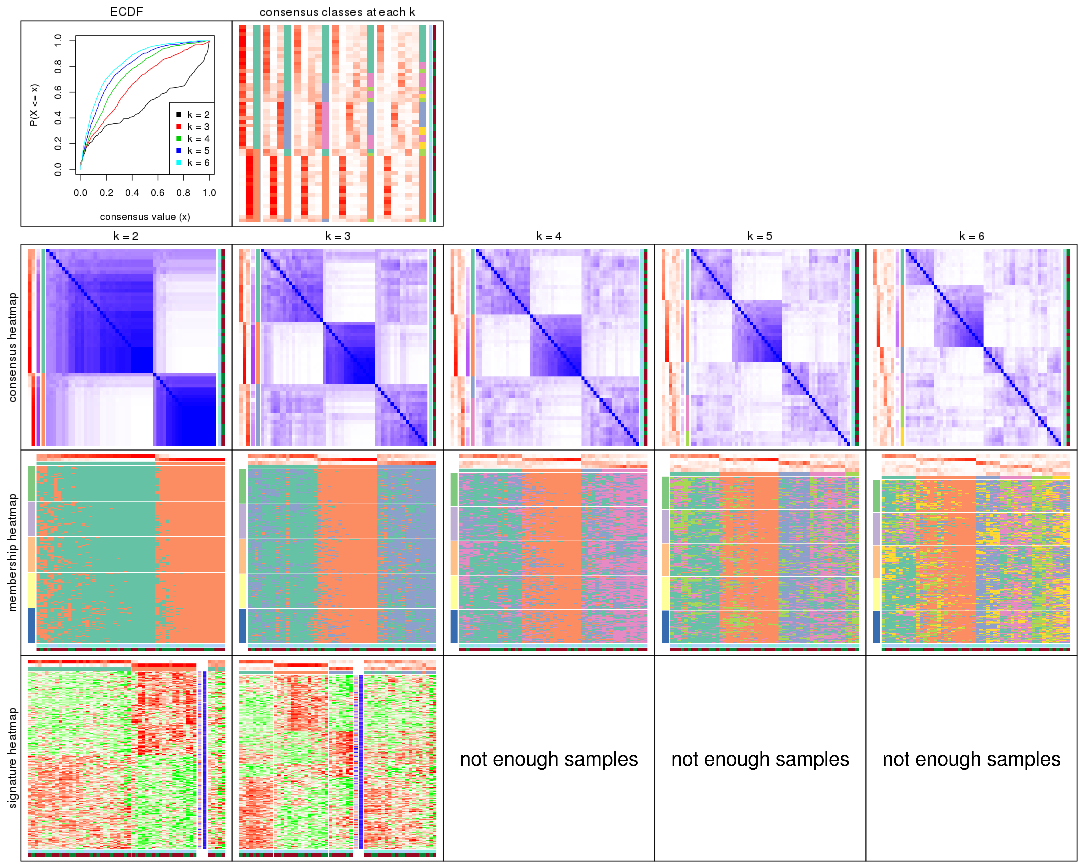 ECDF
consensus classes at each k
P(X <= x)
0.0 0.2 0.4 0.6 0.8 1.0
k = 2
k = 3
k = 4
k = 5
k = 6
0.0 0.2 0.4 0.6 0.8 1.0
consensus value (x)
k = 2
k = 3
k = 4
k = 5
k = 6
consensus heatmap
membership heatmap
signature heatmap
not enough samples
not enough samples
not enough samples